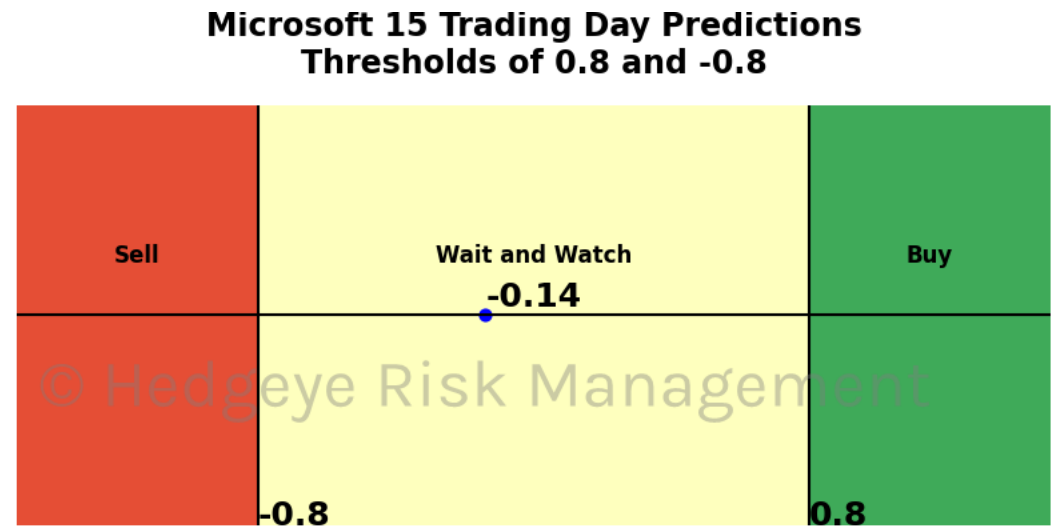 Microsoft 15 Trading Day Predictions
Thresholds of 0.8 and -0.8
Sell
Wait and Watch
Buy
-0.14
© Hedgeye Risk Management
-0.8
0.8